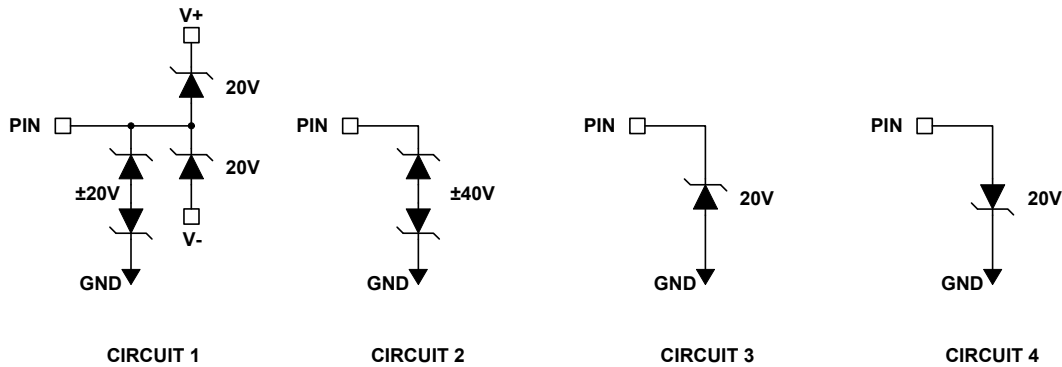 V+
20V
PIN
±20V
20V
V-
GND
CIRCUIT 1
PIN
±40V
GND
CIRCUIT 2
PIN
20V
GND
CIRCUIT 3
PIN
20V
GND
CIRCUIT 4